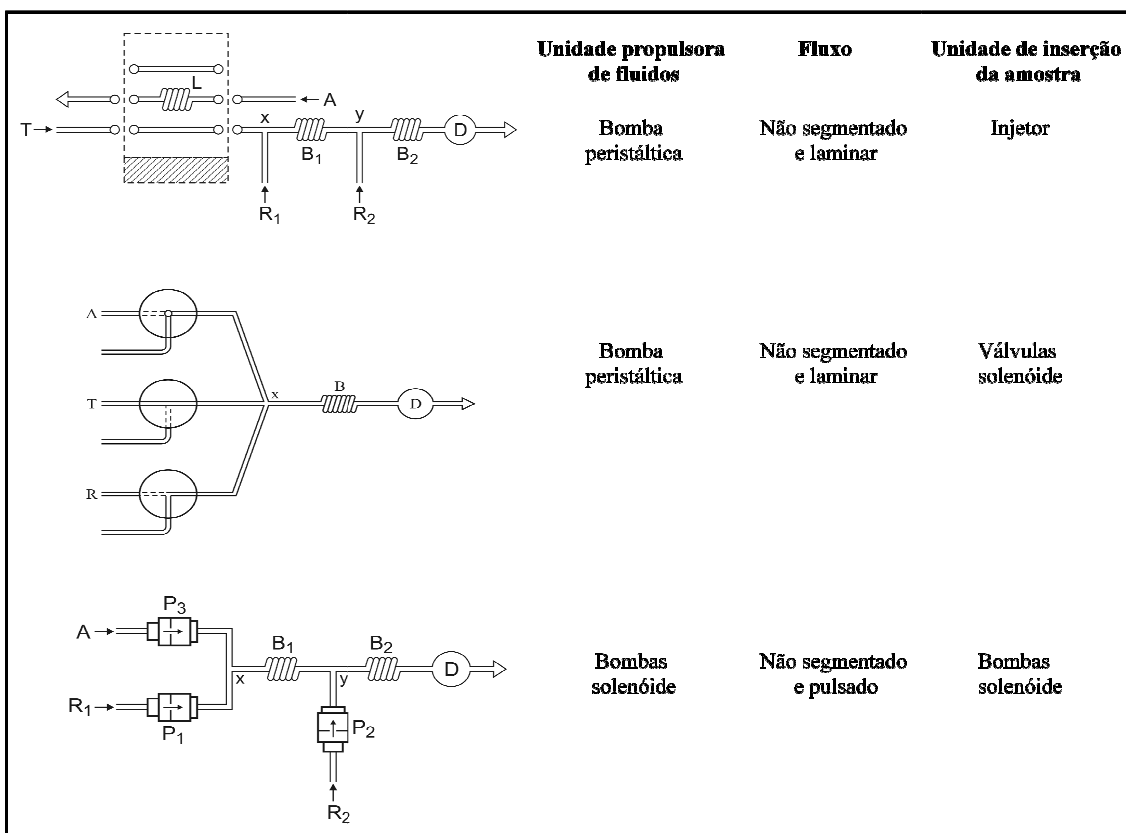 Unidade propulsora
de fluidos
Fluxo
Unidade de inserção
da amostra
L
A
T
x
y
D
B1
B2
R1
R2
Bomba
peristáltica
Não segmentado
e laminar
Injetor
A
T
x
B
D
R
Bomba
peristáltica
Não segmentado
e laminar
Válvulas
solenóide
P3
A
B1
B2
D
x
y
R1
P1
P2
R2
Bombas
solenóide
Não segmentado
e pulsado
Bombas
solenóide